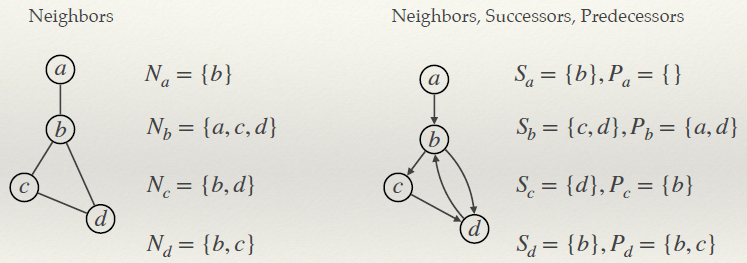 Neighbors
a
b
c
d
N_a = {b}
N_b = {a, c, d}
N_c = {b, d}
N_d = {b, c}
Neighbors, Successors, Predecessors
a
b
c
d
S_a = {b}, P_a = {}
S_b = {c, d}, P_b = {a, d}
S_c = {d}, P_c = {b}
S_d = {b}, P_d = {b, c}